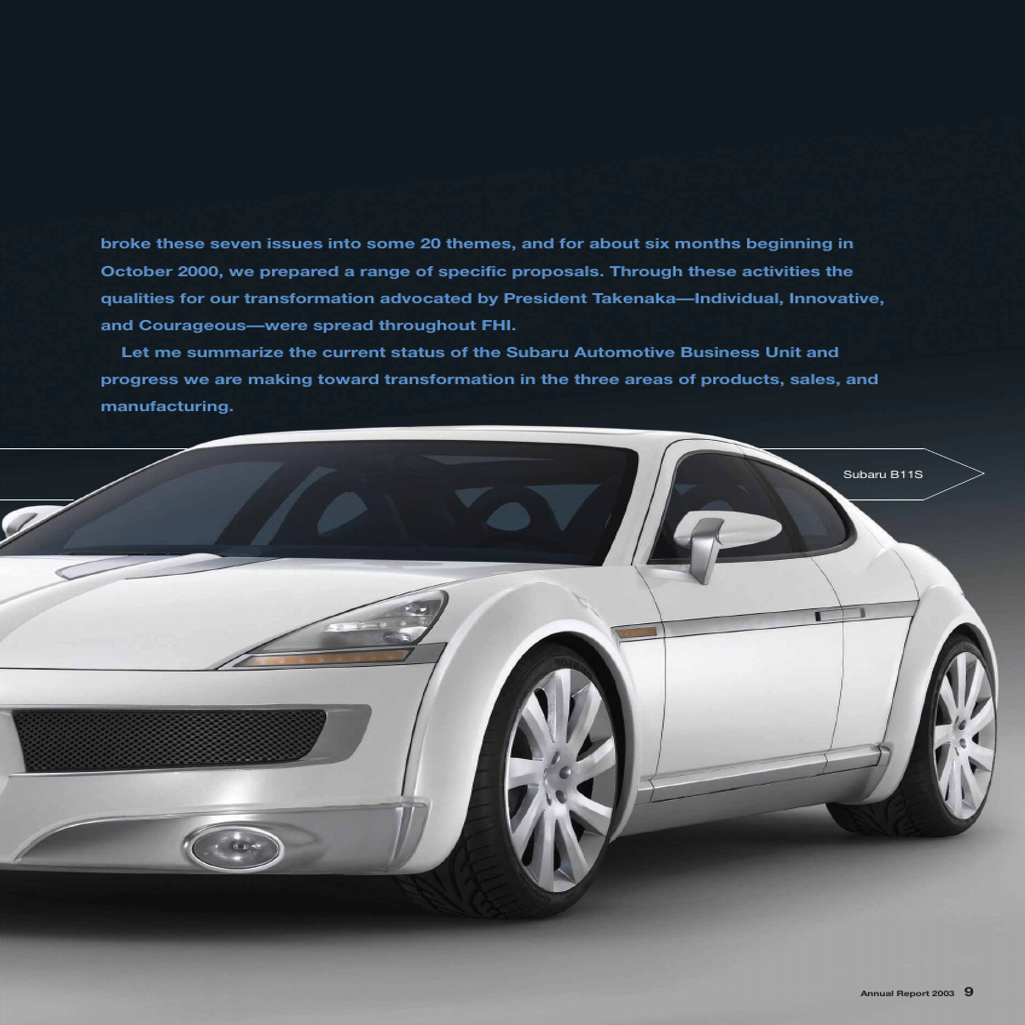 broke these seven issues into some 20 themes, and for about six months beginning in
October 2000, we prepared a range of specific proposals. Through these activities the
qualities for our transformation advocated by President Takenaka—Individual, Innovative,
and Courageous—were spread throughout FHI.
Let me summarize the current status of the Subaru Automotive Business Unit and
progress we are making toward transformation in the three areas of products, sales, and
manufacturing.
Subaru B11S
Annual Report 2003 9